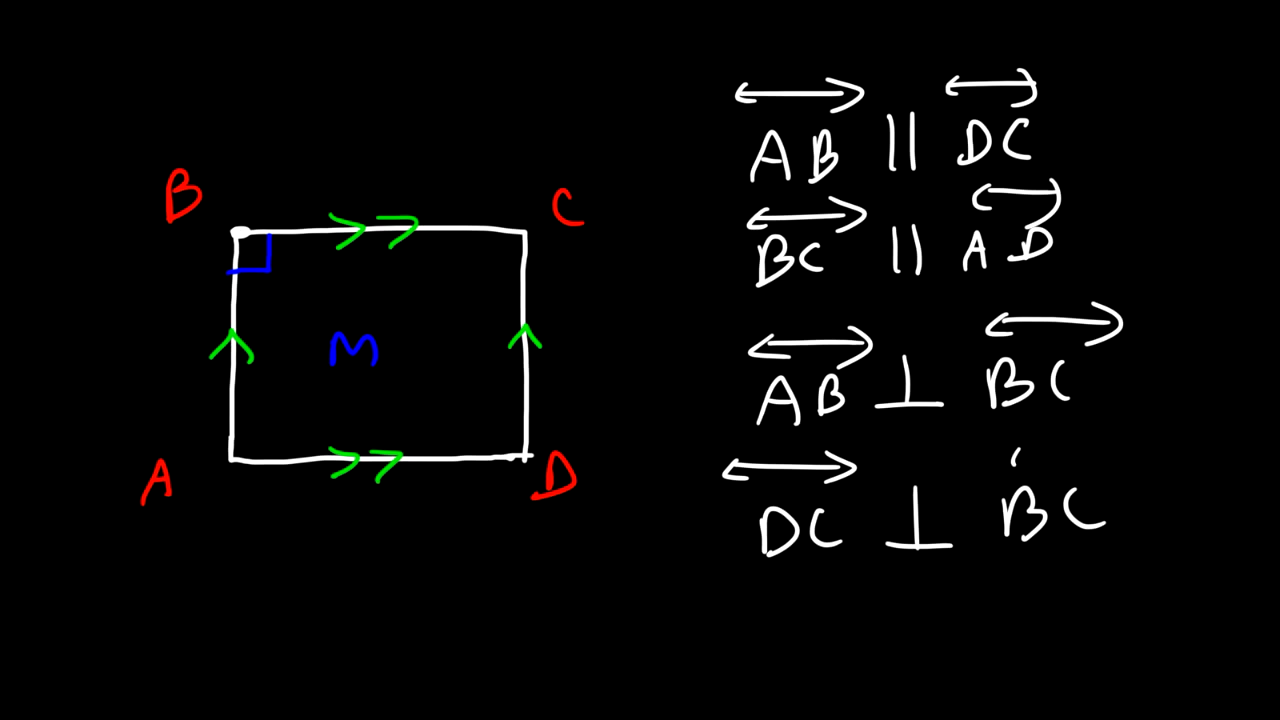 B
C
M
A
D
AB || DC
BC || AD
AB ⊥ BC
DC ⊥ BC